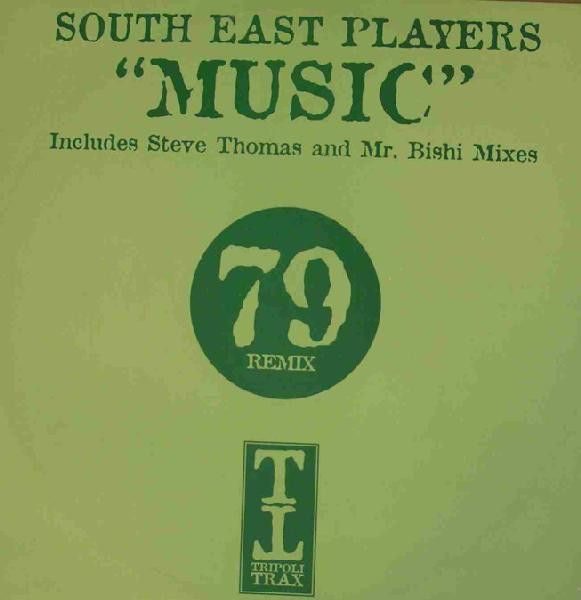 SOUTH EAST PLAYERS
“MUSIC”
Includes Steve Thomas and Mr. Bishi Mixes
79
REMIX
TT
TRIPOLI
TRAX